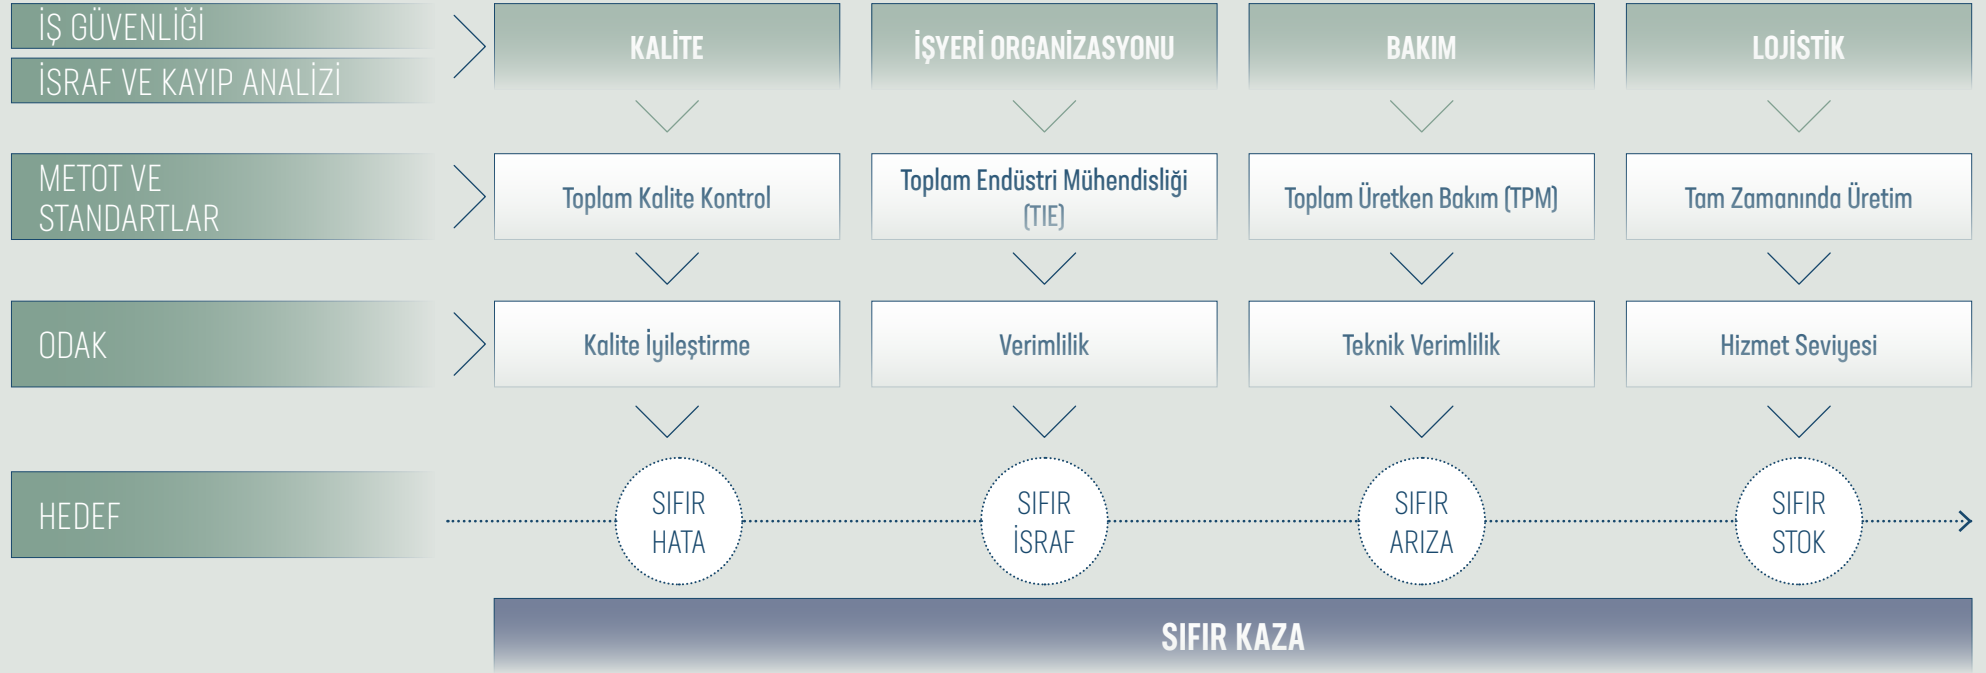 İŞ GÜVENLİĞİ
İSRAF VE KAYIP ANALİZİ
KALİTE
İŞYERİ ORGANİZASYONU
BAKIM
LOJİSTİK
METOT VE
STANDARTLAR
Toplam Kalite Kontrol
Toplam Endüstri Mühendisliği
(TIE)
Toplam Üretken Bakım (TPM)
Tam Zamanında Üretim
ODAK
Kalite İyileştirme
Verimlilik
Teknik Verimlilik
Hizmet Seviyesi
HEDEF
SIFIR
HATA
SIFIR
İSRAF
SIFIR
ARIZA
SIFIR
STOK
SIFIR KAZA